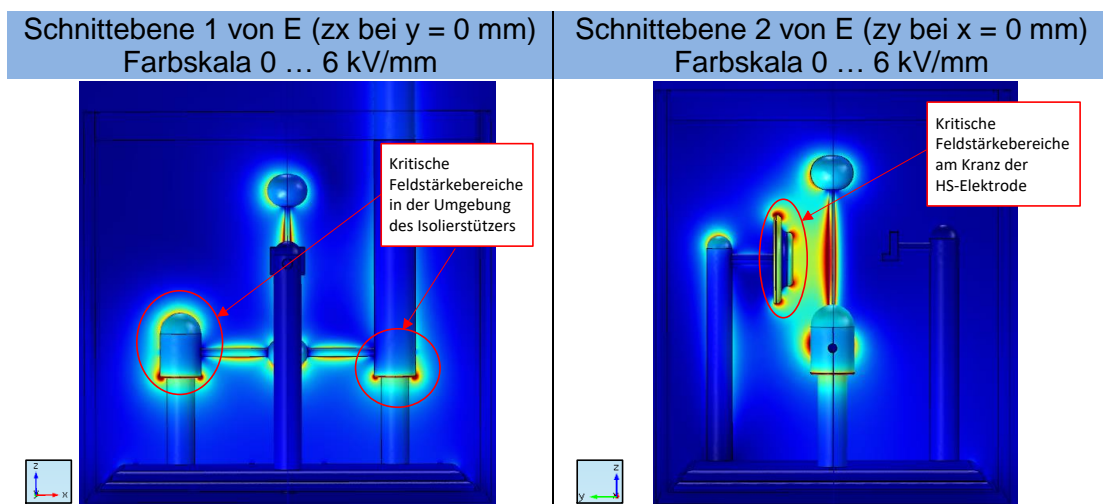 Schnittebene 1 von E (zx bei y = 0 mm)
Farbskala 0 … 6 kV/mm
Kritische
Feldstärkebereiche
in der Umgebung
des Isolierstützers
z
y
x
Schnittebene 2 von E (zy bei x = 0 mm)
Farbskala 0 … 6 kV/mm
Kritische
Feldstärkebereiche
am Kranz der
HS-Elektrode
z
y
x